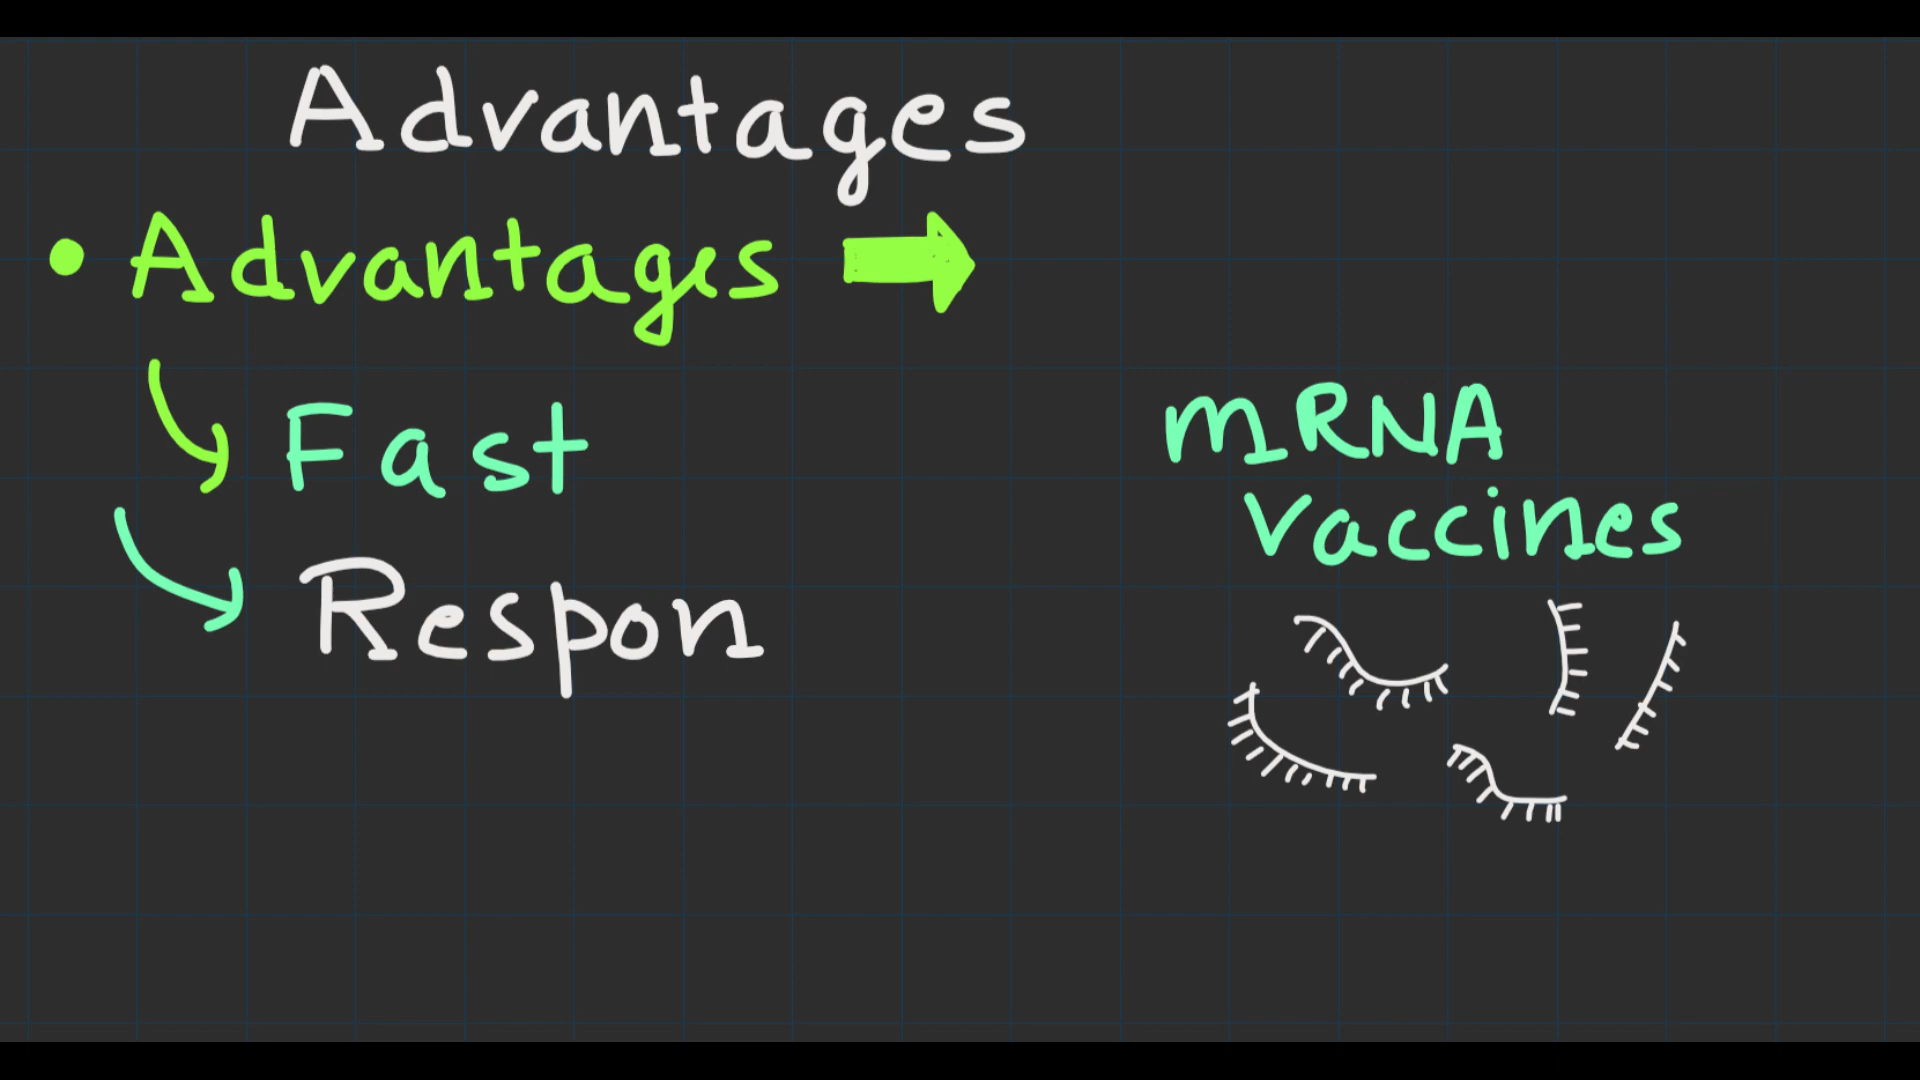 Advantages
• Advantages →
Fast
Respon
mRNA
vaccines